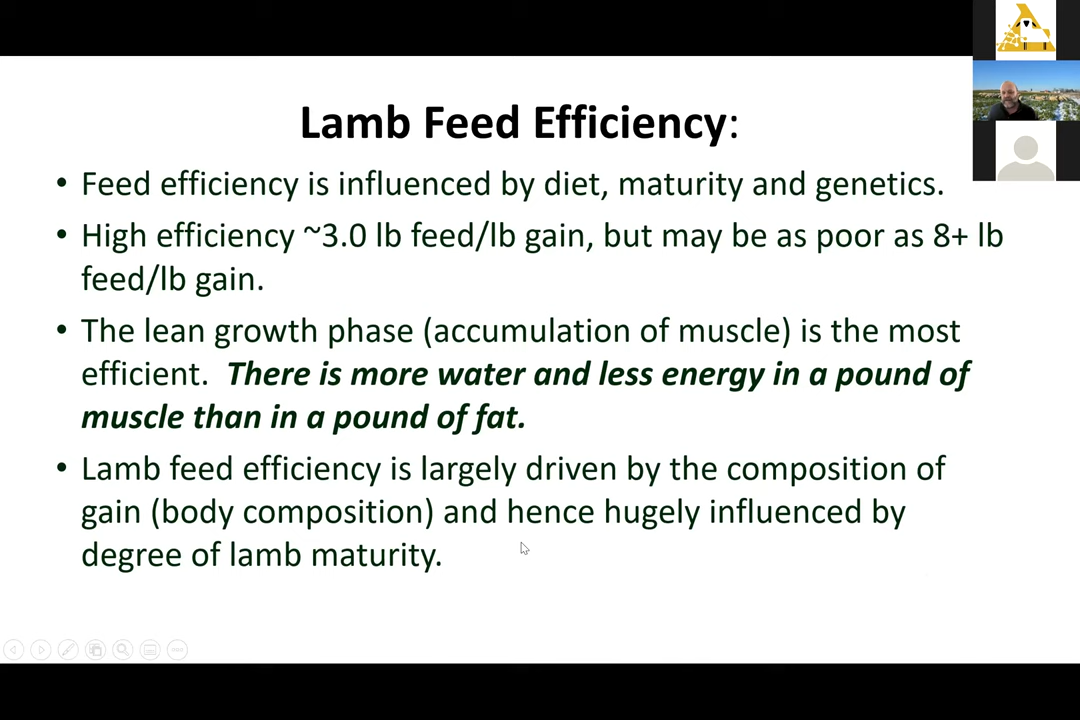 Lamb Feed Efficiency:
• Feed efficiency is influenced by diet, maturity and genetics.
• High efficiency ~3.0 lb feed/lb gain, but may be as poor as 8+ lb
feed/lb gain.
• The lean growth phase (accumulation of muscle) is the most
efficient. There is more water and less energy in a pound of
muscle than in a pound of fat.
• Lamb feed efficiency is largely driven by the composition of
gain (body composition) and hence hugely influenced by
degree of lamb maturity.